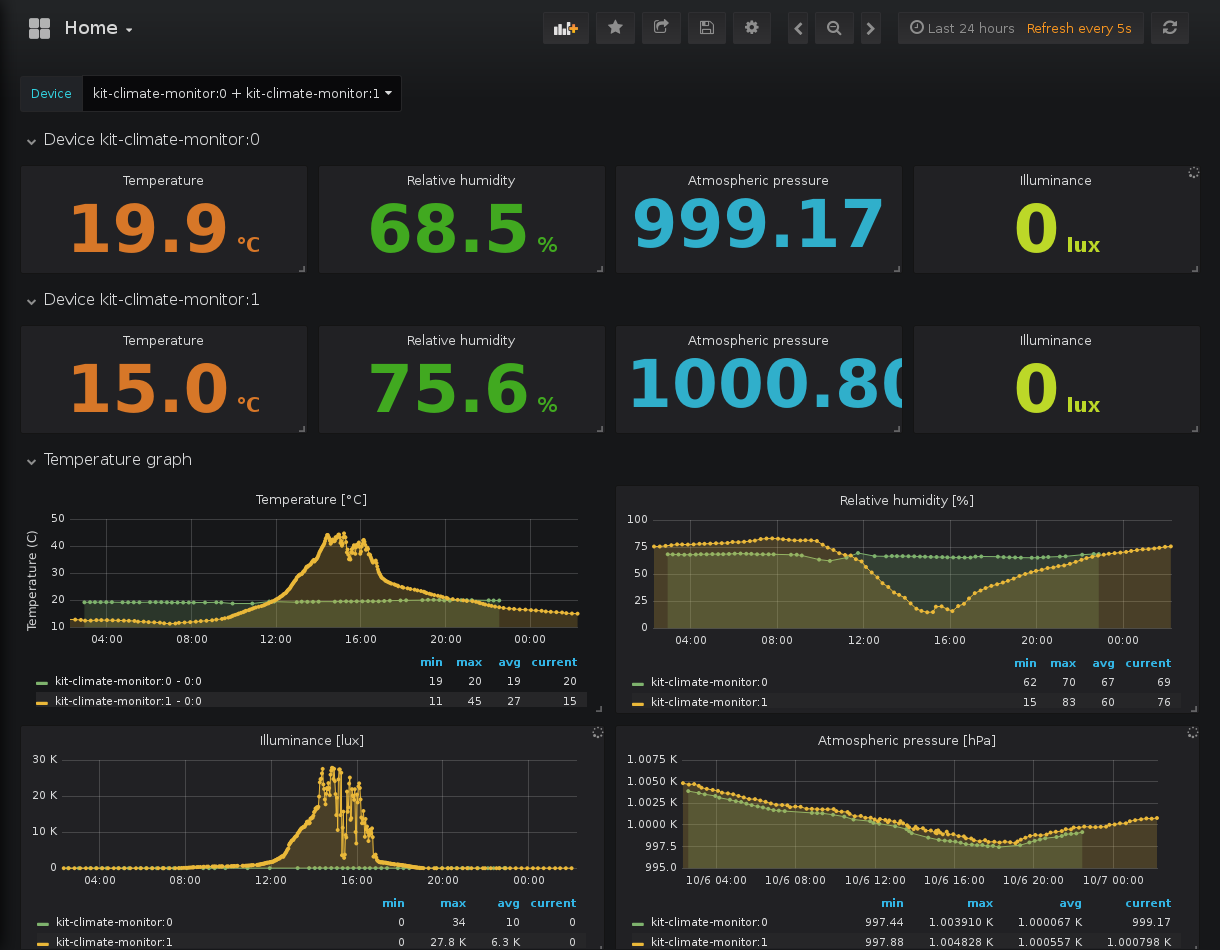 Home
Last 24 hours Refresh every 5s
Device kit-climate-monitor:0 + kit-climate-monitor:1
Device kit-climate-monitor:0
Temperature Relative humidity Atmospheric pressure Illuminance
19.9 °C 68.5 % 999.17 0 lux
Device kit-climate-monitor:1
Temperature Relative humidity Atmospheric pressure Illuminance
15.0 °C 75.6 % 1000.80 0 lux
Temperature graph
Temperature [°C]
Temperature (C)
50
40
30
20
10
04:00 08:00 12:00 16:00 20:00 00:00
min max avg current
kit-climate-monitor:0 - 0:0 19 20 19 20
kit-climate-monitor:1 - 0:0 11 45 27 15
Relative humidity [%]
100
75
50
25
0
04:00 08:00 12:00 16:00 20:00 00:00
min max avg current
kit-climate-monitor:0 62 70 67 69
kit-climate-monitor:1 15 83 60 76
Illuminance [lux]
30 K
20 K
10 K
0
04:00 08:00 12:00 16:00 20:00 00:00
min max avg current
kit-climate-monitor:0 0 34 10 0
kit-climate-monitor:1 0 27.8 K 6.3 K 0
Atmospheric pressure [hPa]
1.0075 K
1.0050 K
1.0025 K
1.0000 K
997.5
995.0
10/6 04:00 10/6 08:00 10/6 12:00 10/6 16:00 10/6 20:00 10/7 00:00
min max avg current
kit-climate-monitor:0 997.44 1.003910 K 1.000067 K 999.17
kit-climate-monitor:1 997.88 1.004828 K 1.000557 K 1.000798 K